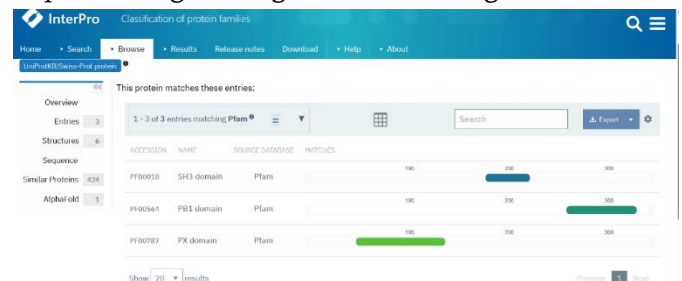 InterPro Classification of protein families
Home • Search • Browse • Results Release notes Download • Help • About
UniProtKB/Swiss-Prot protein
This protein matches these entries:
Overview
Entries 3
Structures 6
Sequence
Similar Proteins 424
AlphaFold 1
1 - 3 of 3 entries matching Pfam Search Export
ACCESSION NAME SOURCE DATABASE MATCHES
100 200 300
PF00018 SH3 domain Pfam
100 200 300
PF00564 PB1 domain Pfam
100 200 300
PF00787 PX domain Pfam
Show 20 results Previous 1 Next